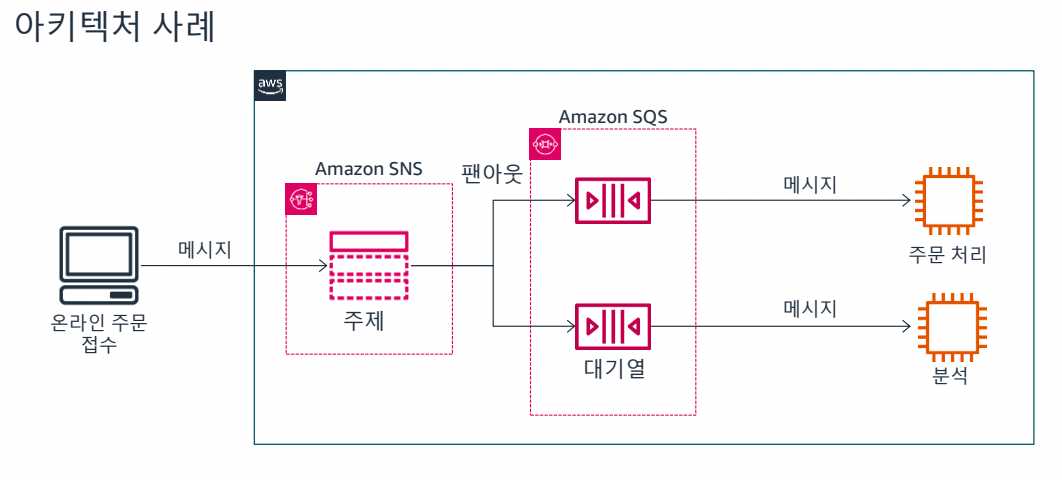 아키텍처 사례
aws
Amazon SQS
Amazon SNS
팬아웃
메시지
메시지
주문 처리
온라인 주문
접수
주제
메시지
대기열
분석